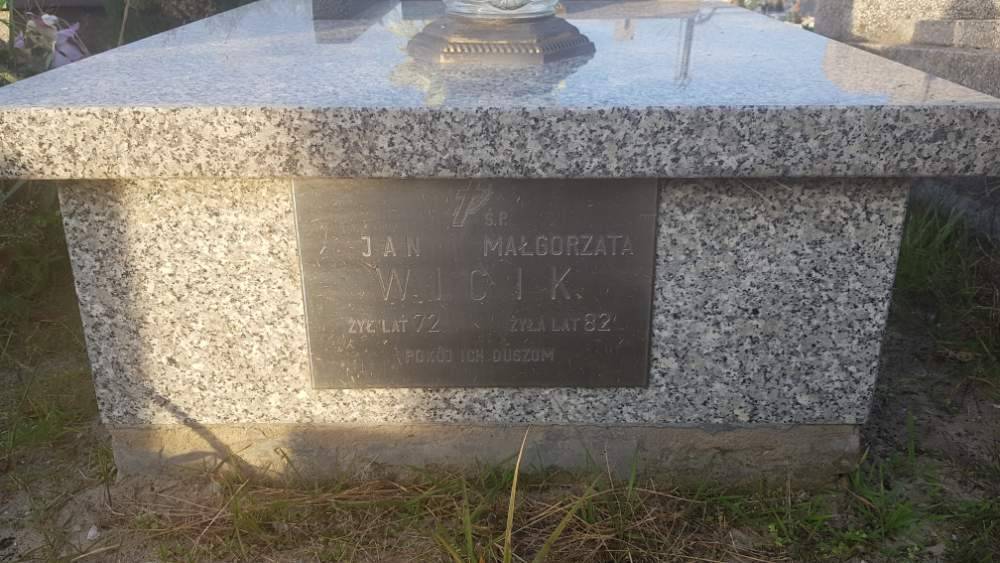 Ś.P.
JAN MAŁGORZATA
WICIK
ŻYŁ LAT 72 ŻYŁA LAT 82
POKÓJ ICH DUSZOM